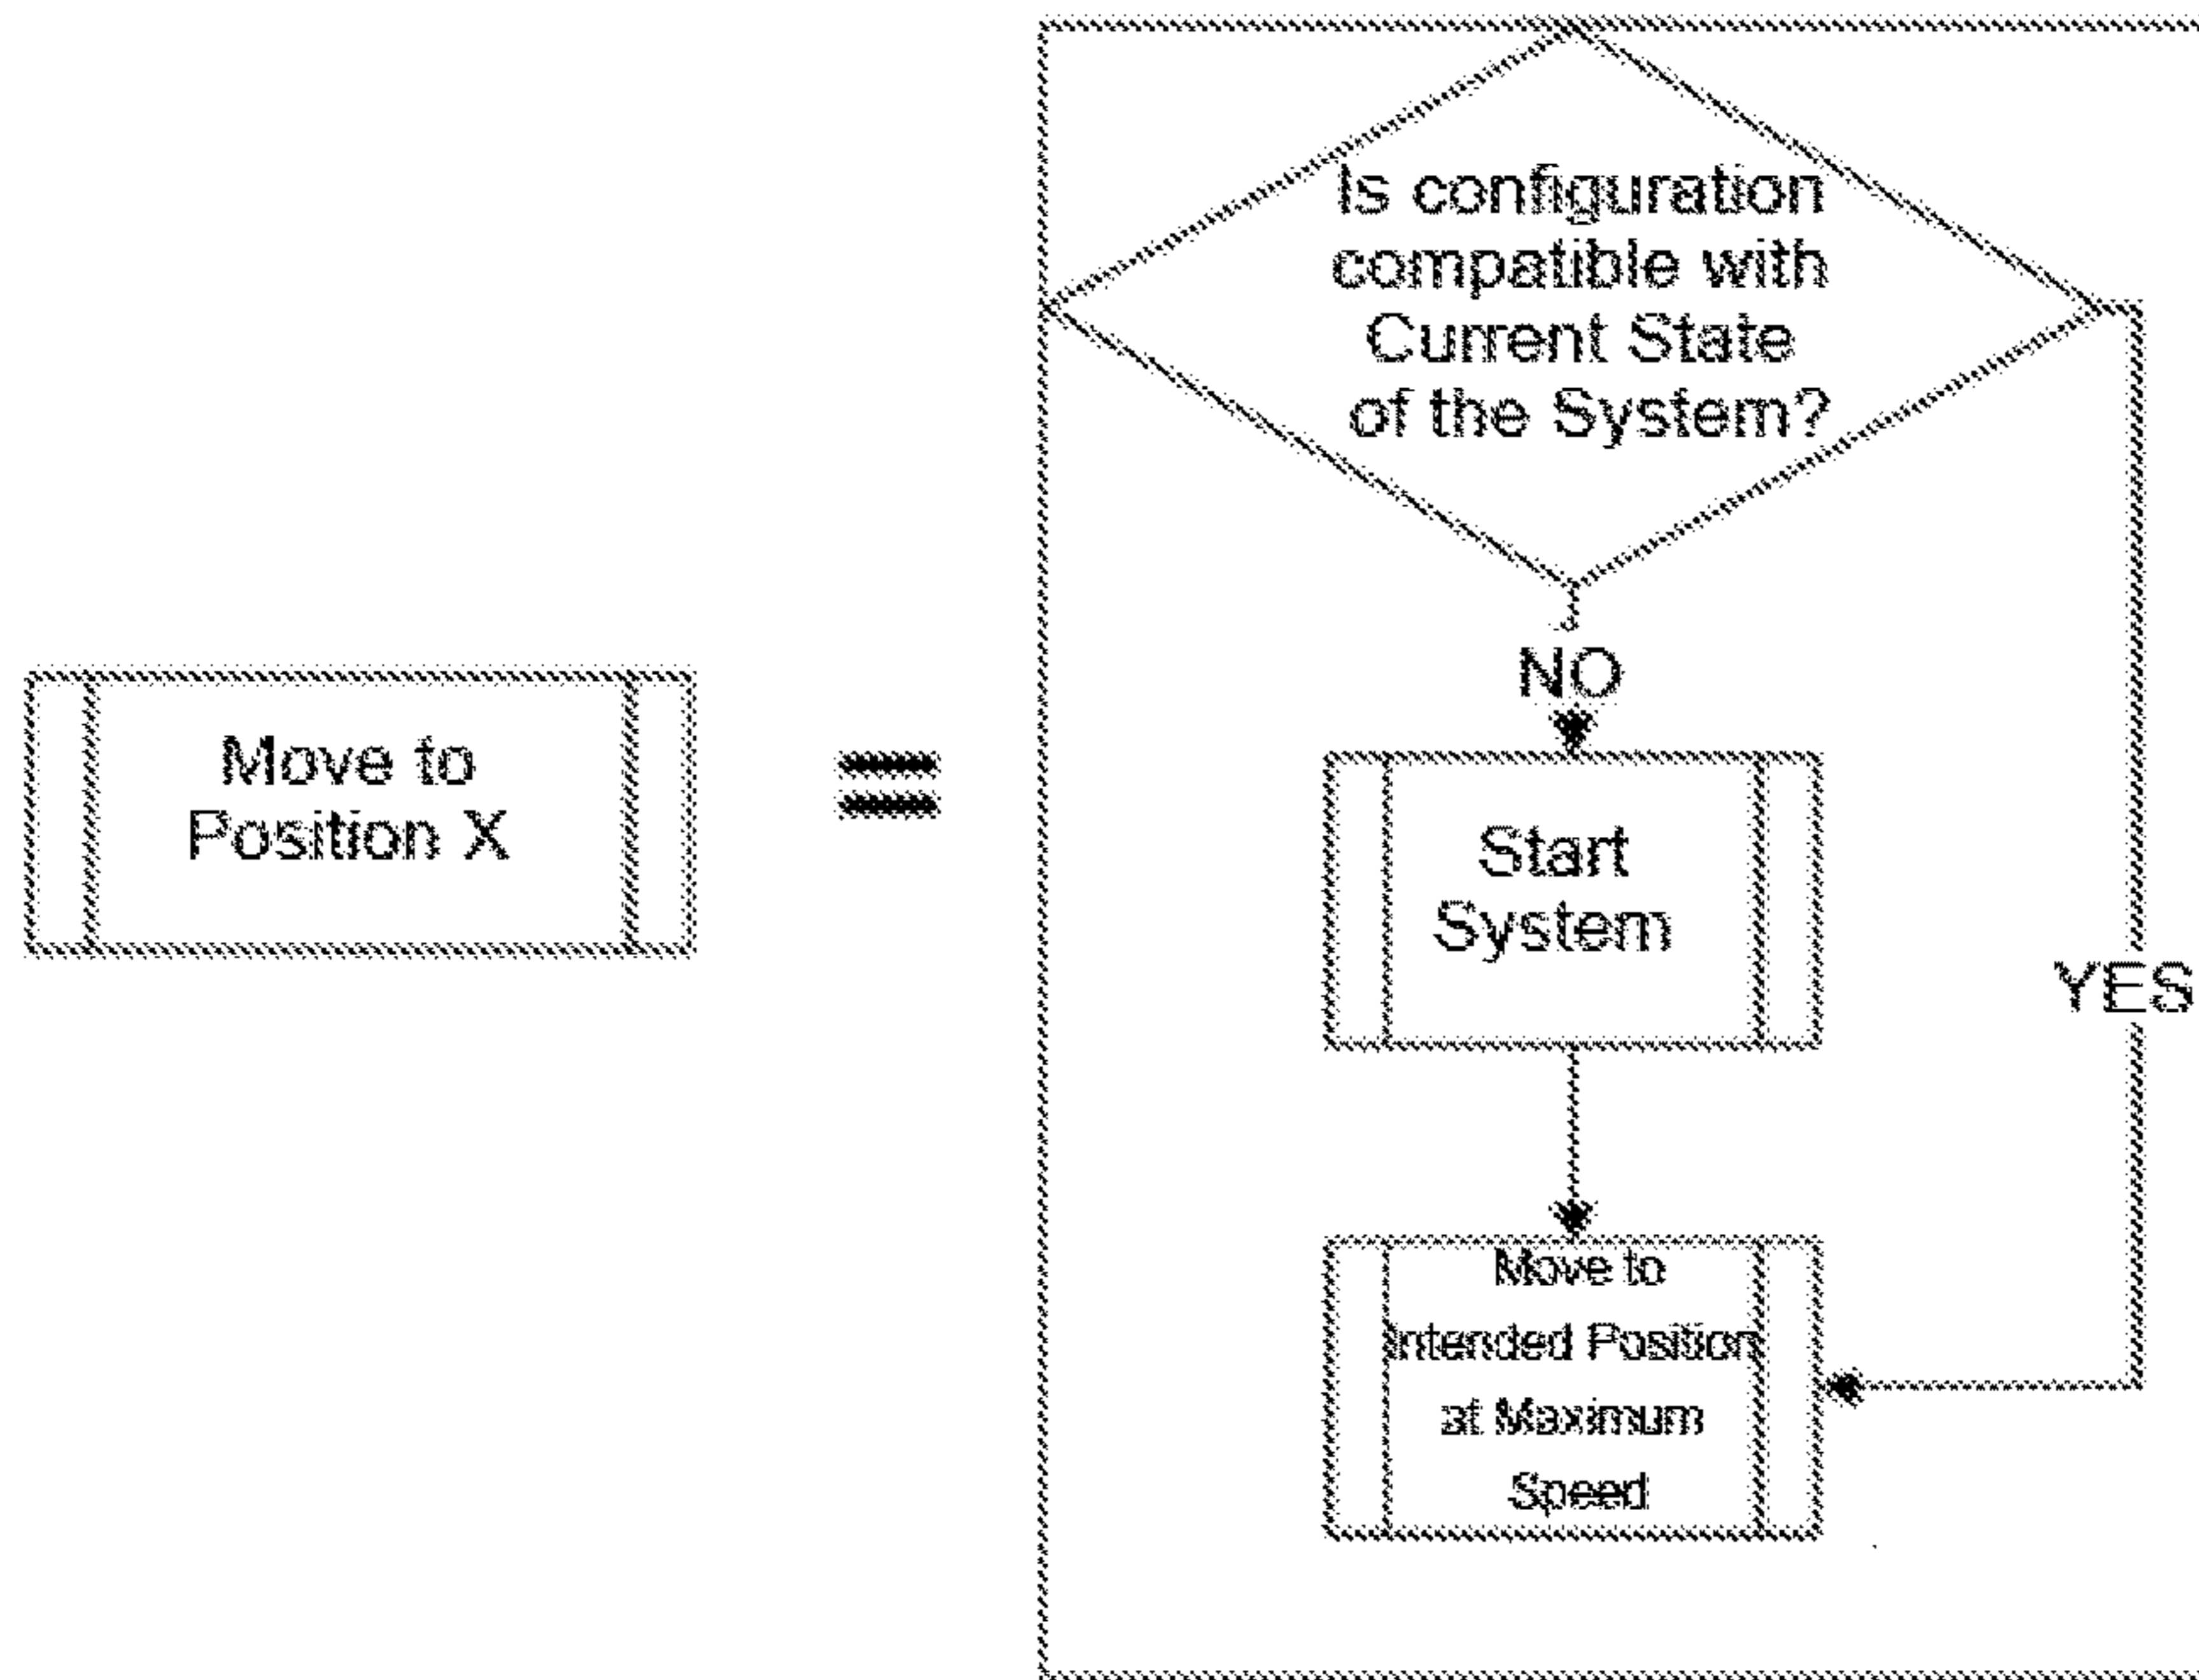 Move to
Position X
=
Is configuration
compatible with
Current State
of the System?
NO
Start
System
YES
Move to
Intended Position
at Maximum
Speed